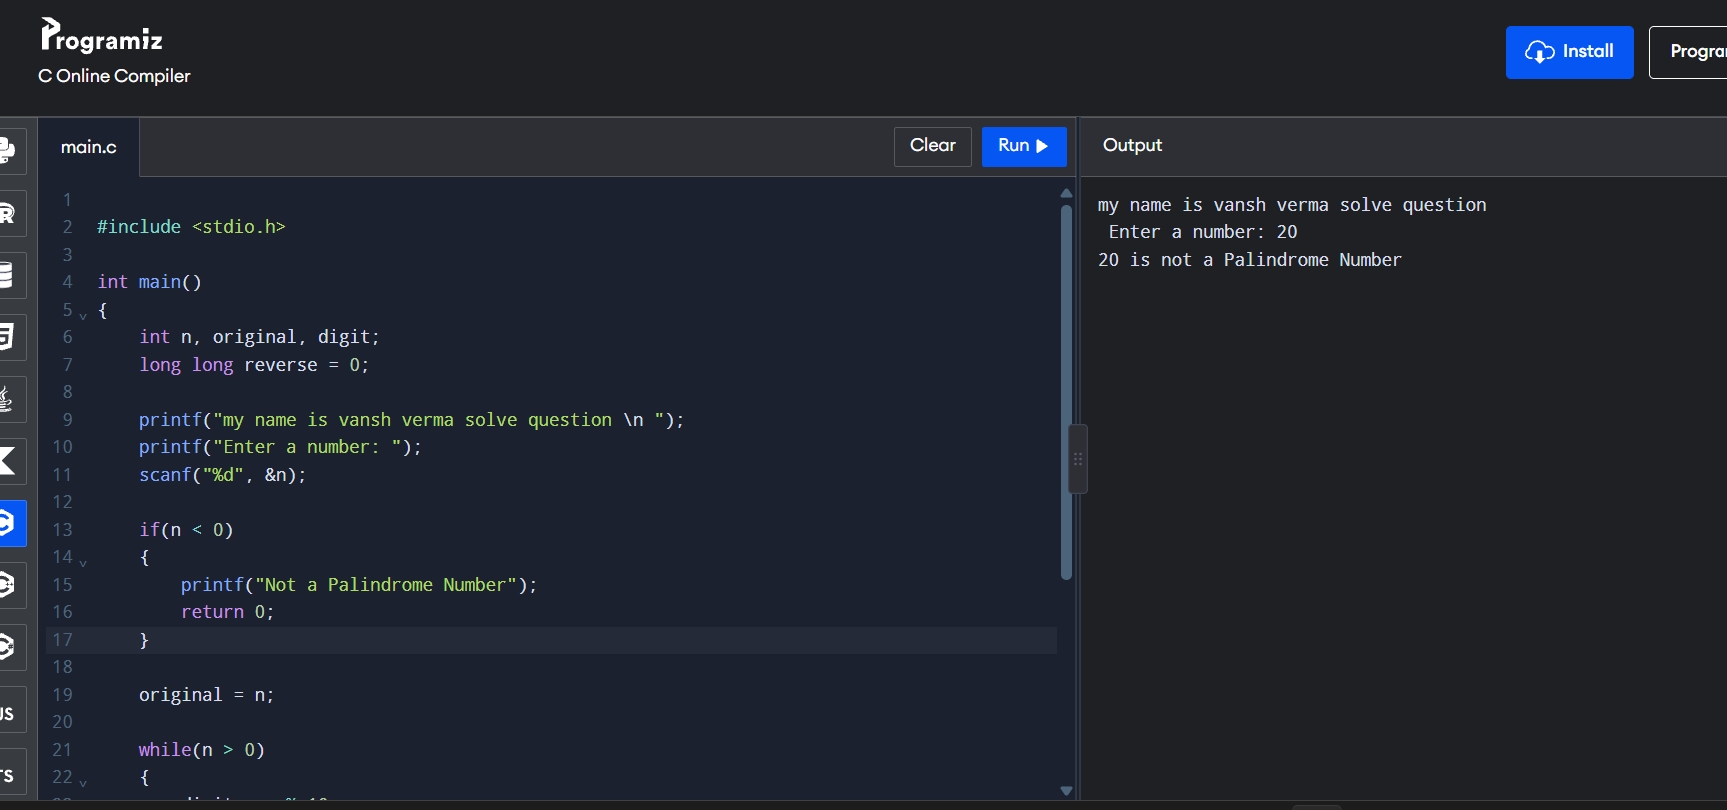 Programiz
C Online Compiler
Install
Progra
main.c
Clear
Run
Output
1
2 #include <stdio.h>
3
4 int main()
5 {
6     int n, original, digit;
7     long long reverse = 0;
8
9     printf("my name is vansh verma solve question \n ");
10     printf("Enter a number: ");
11     scanf("%d", &n);
12
13     if(n < 0)
14     {
15         printf("Not a Palindrome Number");
16         return 0;
17     }
18
19     original = n;
20
21     while(n > 0)
22     {
my name is vansh verma solve question
 Enter a number: 20
20 is not a Palindrome Number
R
JS
TS